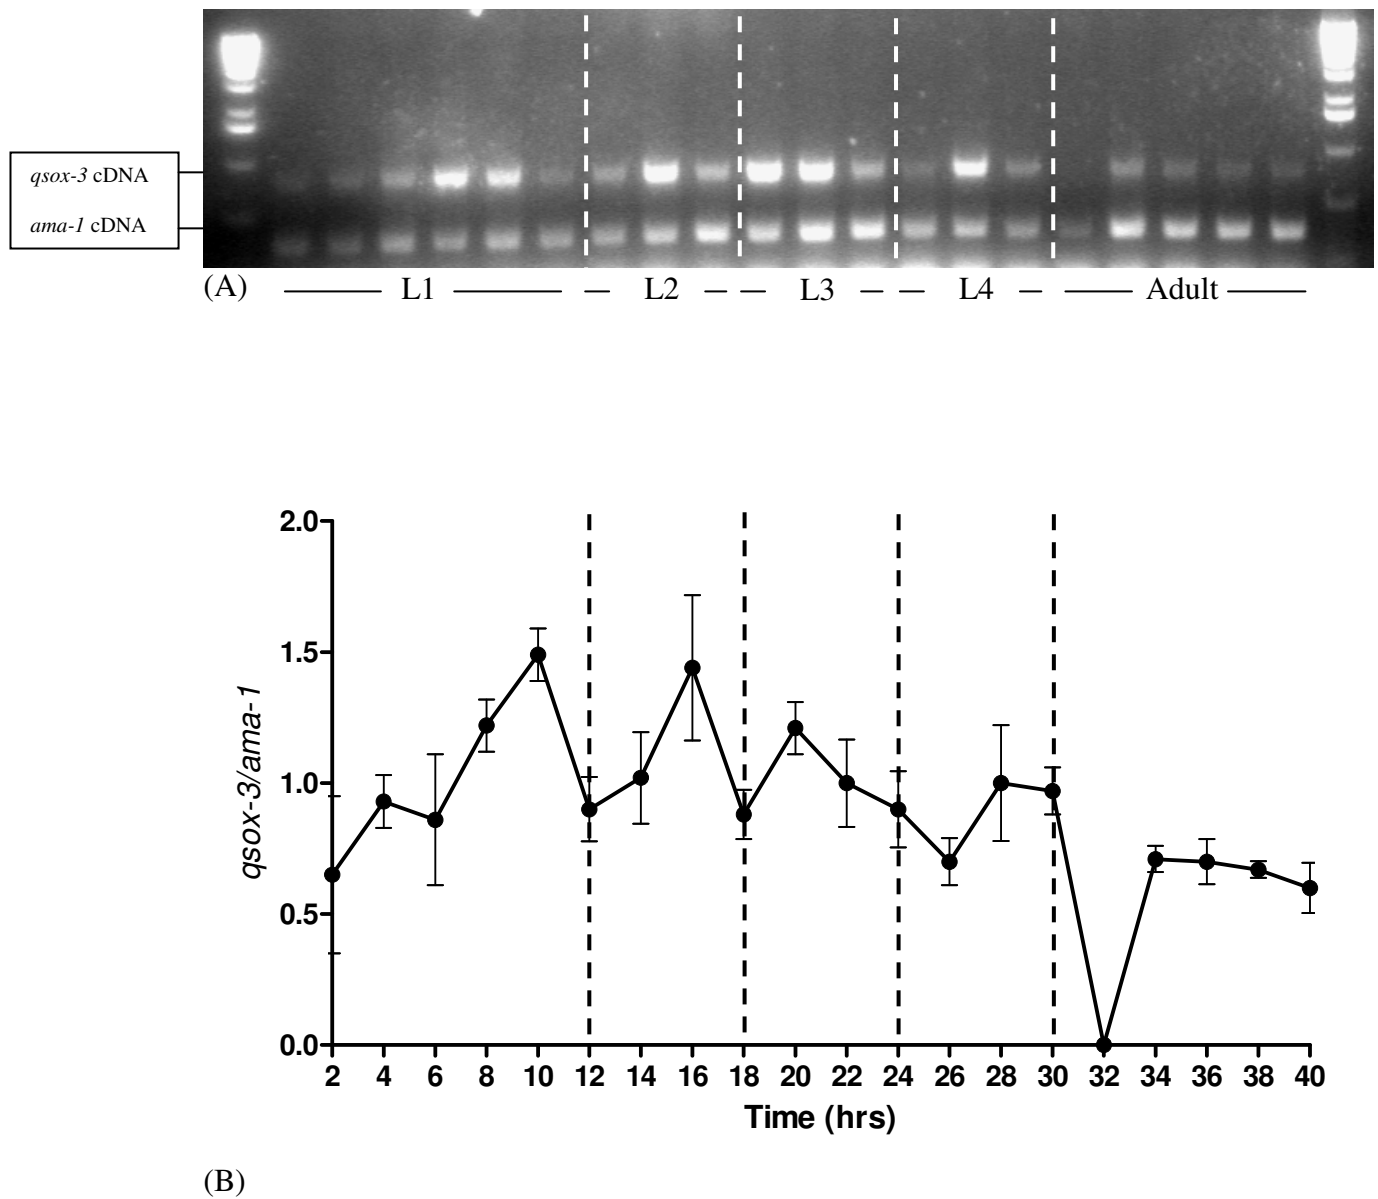 qsox-3 cDNA
ama-1 cDNA
(A)
L1 L2 L3 L4 Adult
2.0
1.5
1.0
0.5
0.0
qsox-3/ama-1
2 4 6 8 10 12 14 16 18 20 22 24 26 28 30 32 34 36 38 40
Time (hrs)
(B)